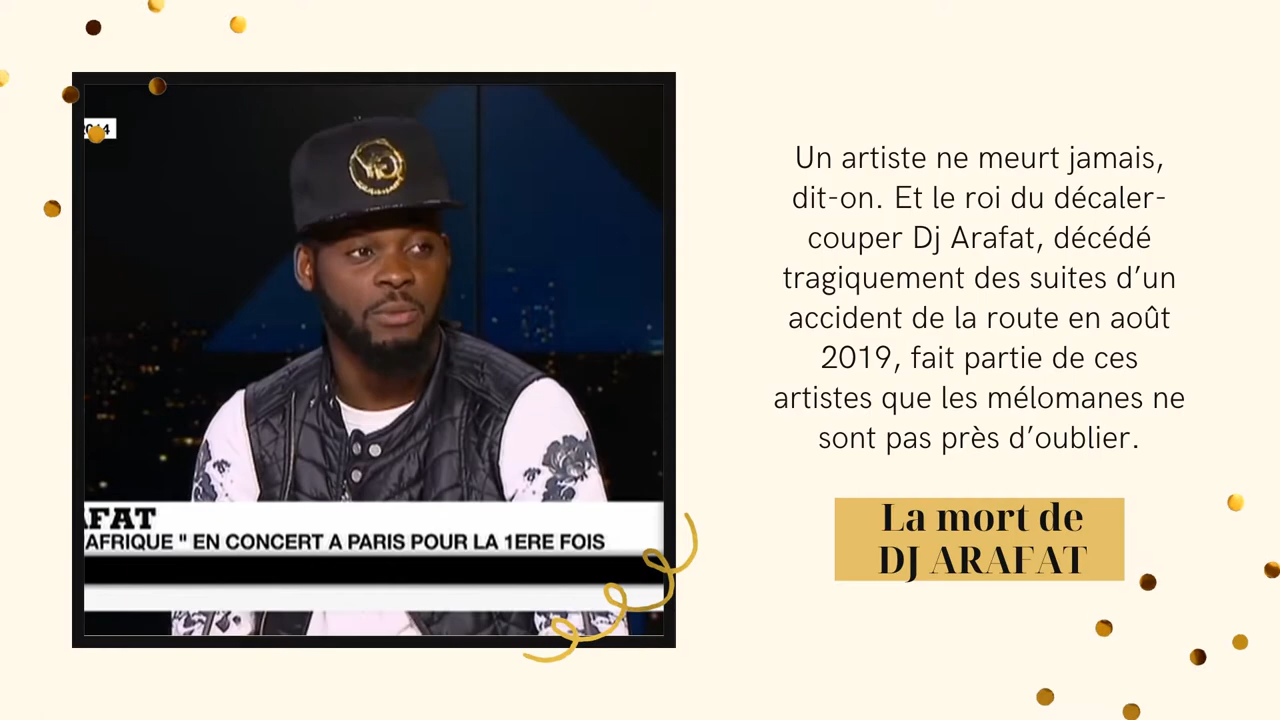 AFAT
AFRIQUE " EN CONCERT A PARIS POUR LA 1ERE FOIS
Un artiste ne meurt jamais,
dit-on. Et le roi du décaler-
couper Dj Arafat, décédé
tragiquement des suites d’un
accident de la route en août
2019, fait partie de ces
artistes que les mélomanes ne
sont pas près d’oublier.
La mort de
DJ ARAFAT